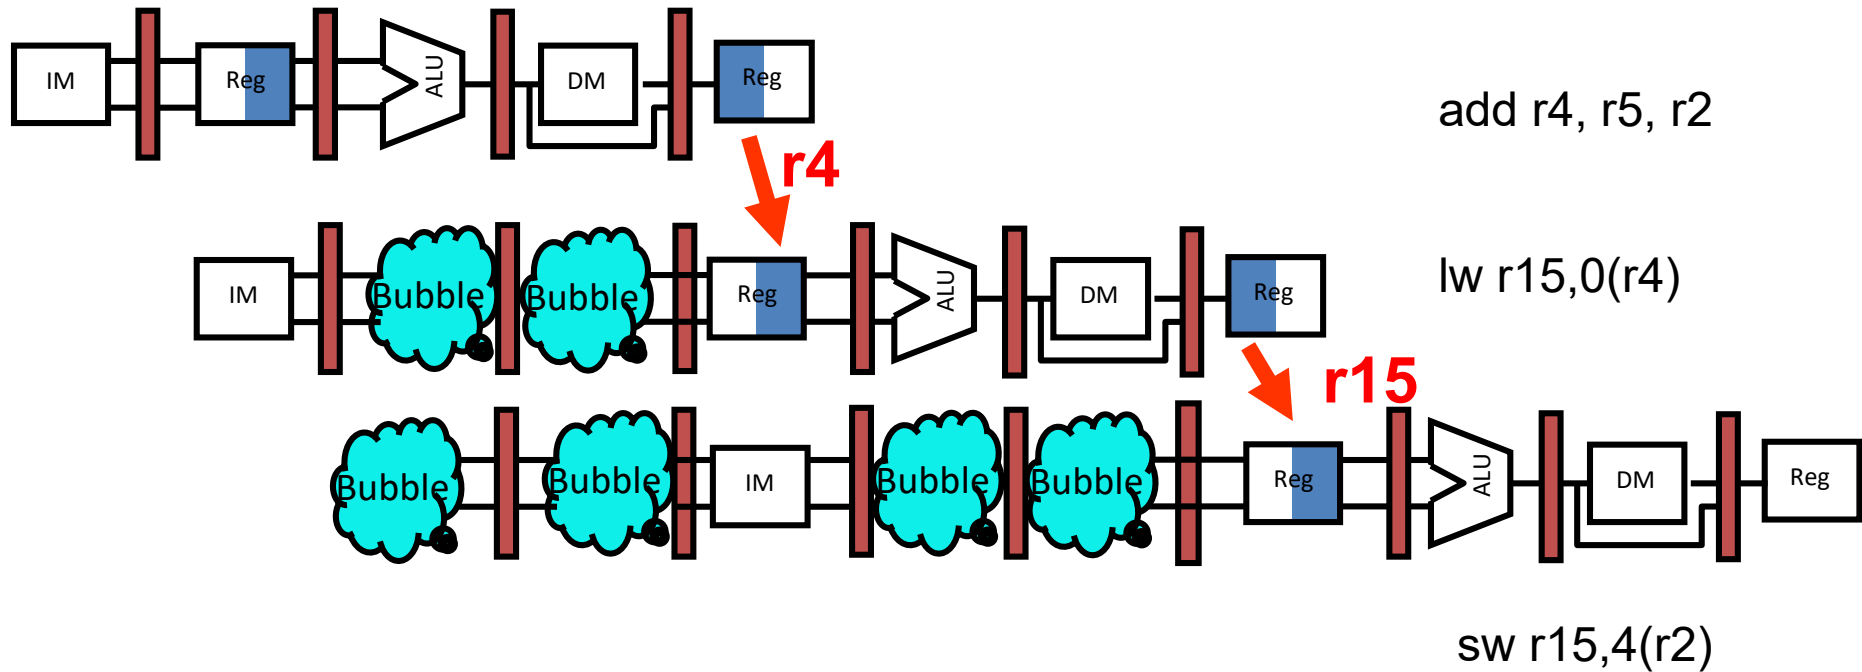 IM Reg ALU DM Reg
add r4, r5, r2
r4
IM Bubble Bubble Reg ALU DM Reg
lw r15,0(r4)
r15
Bubble Bubble IM Bubble Bubble Reg ALU DM Reg
sw r15,4(r2)